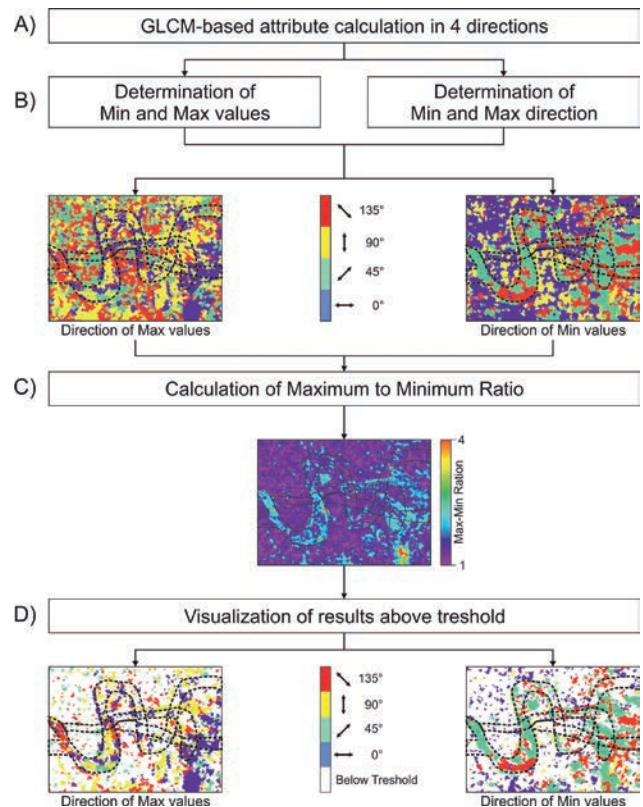 A)
GLCM-based attribute calculation in 4 directions
B)
Determination of
Min and Max values
Determination of
Min and Max direction
135°
90°
45°
0°
Direction of Max values
Direction of Min values
C)
Calculation of Maximum to Minimum Ratio
4
Max-Min Ration
1
D)
Visualization of results above treshold
135°
90°
45°
0°
Below Treshold
Direction of Max values
Direction of Min values